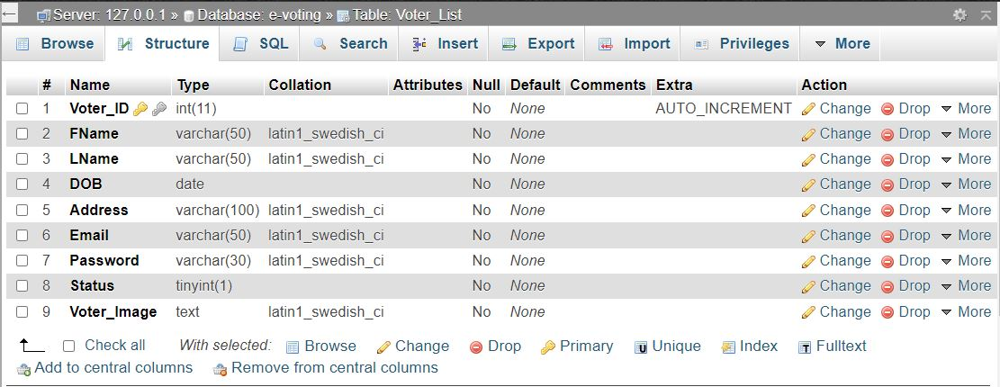 Server: 127.0.0.1 » Database: e-voting » Table: Voter_List
Browse Structure SQL Search Insert Export Import Privileges More
# Name Type Collation Attributes Null Default Comments Extra Action
1 Voter_ID int(11) No None AUTO_INCREMENT Change Drop More
2 FName varchar(50) latin1_swedish_ci No None Change Drop More
3 LName varchar(50) latin1_swedish_ci No None Change Drop More
4 DOB date No None Change Drop More
5 Address varchar(100) latin1_swedish_ci No None Change Drop More
6 Email varchar(50) latin1_swedish_ci No None Change Drop More
7 Password varchar(30) latin1_swedish_ci No None Change Drop More
8 Status tinyint(1) No None Change Drop More
9 Voter_Image text latin1_swedish_ci No None Change Drop More
Check all With selected: Browse Change Drop Primary Unique Index Fulltext
Add to central columns Remove from central columns